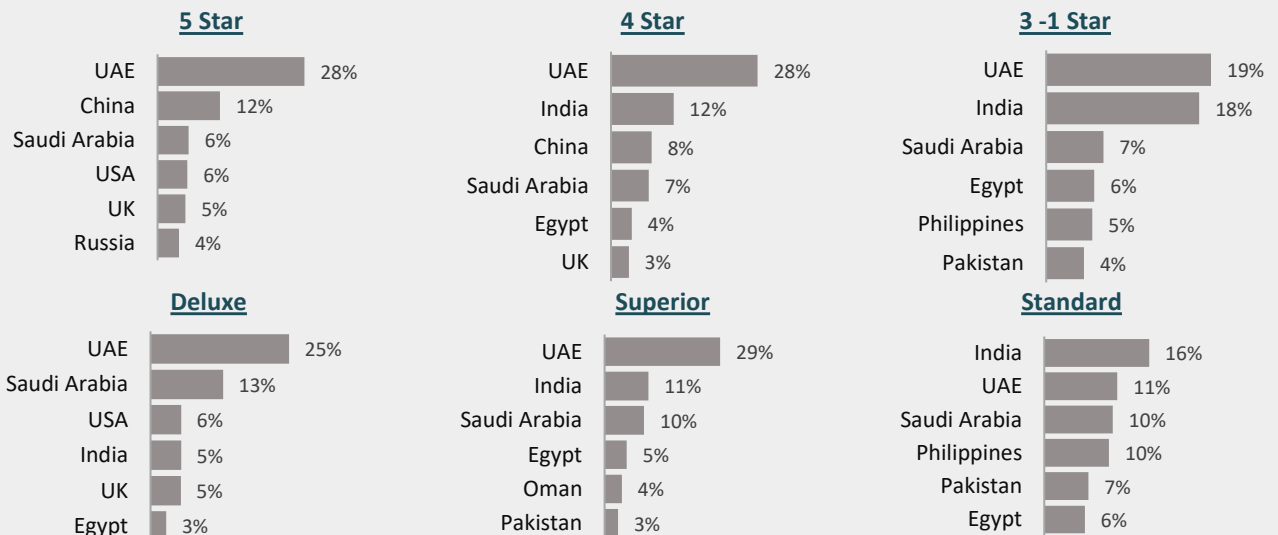 5 Star
UAE 28%
China 12%
Saudi Arabia 6%
USA 6%
UK 5%
Russia 4%
4 Star
UAE 28%
India 12%
China 8%
Saudi Arabia 7%
Egypt 4%
UK 3%
3 -1 Star
UAE 19%
India 18%
Saudi Arabia 7%
Egypt 6%
Philippines 5%
Pakistan 4%
Deluxe
UAE 25%
Saudi Arabia 13%
USA 6%
India 5%
UK 5%
Egypt 3%
Superior
UAE 29%
India 11%
Saudi Arabia 10%
Egypt 5%
Oman 4%
Pakistan 3%
Standard
India 16%
UAE 11%
Saudi Arabia 10%
Philippines 10%
Pakistan 7%
Egypt 6%